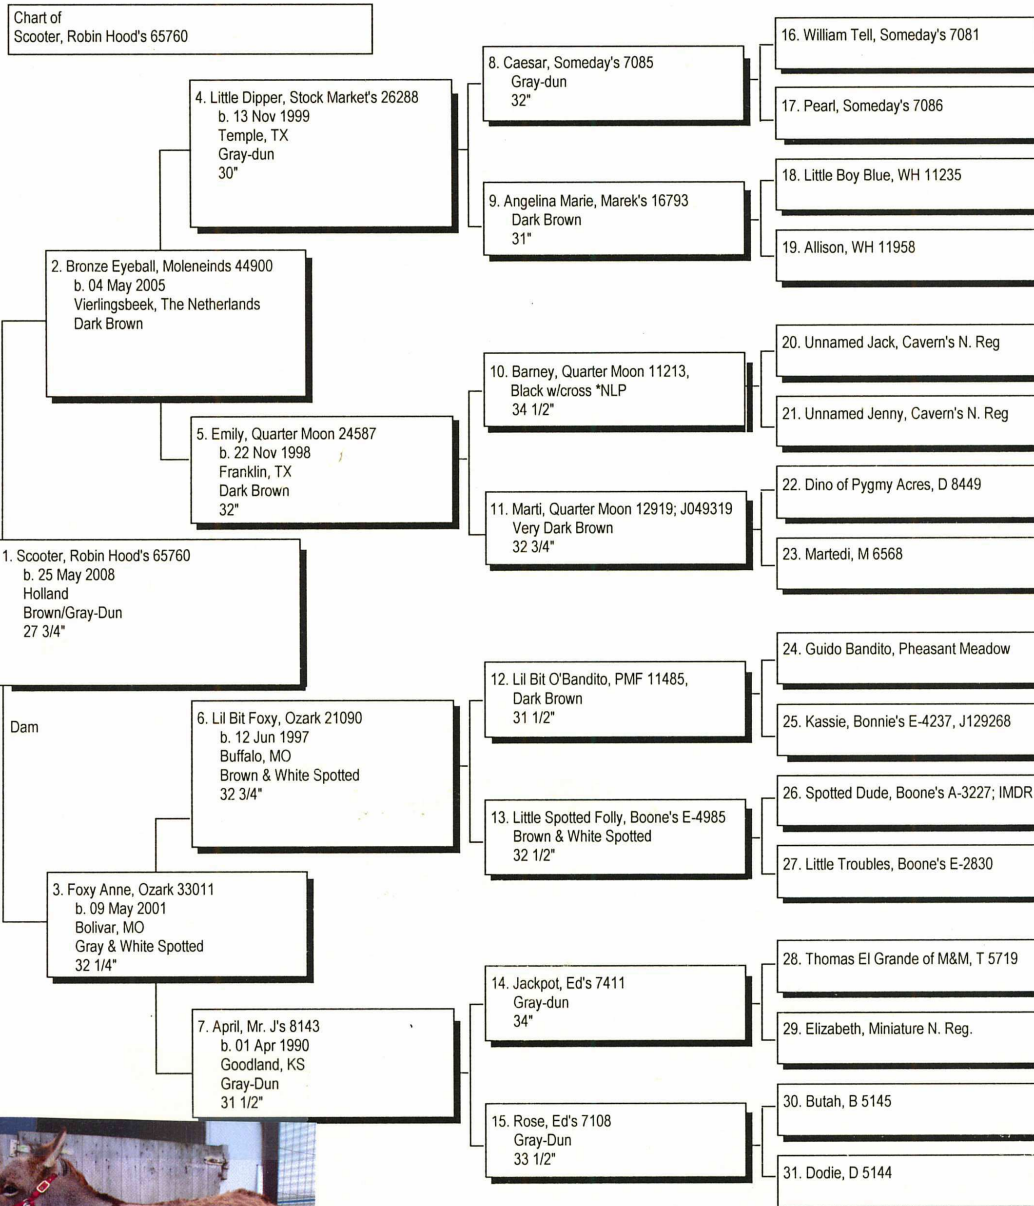 Chart of
Scooter, Robin Hood's 65760
1. Scooter, Robin Hood's 65760
b. 25 May 2008
Holland
Brown/Gray-Dun
27 3/4"
Dam
2. Bronze Eyeball, Moleneinds 44900
b. 04 May 2005
Vierlingsbeek, The Netherlands
Dark Brown
3. Foxy Anne, Ozark 33011
b. 09 May 2001
Bolivar, MO
Gray & White Spotted
32 1/4"
4. Little Dipper, Stock Market's 26288
b. 13 Nov 1999
Temple, TX
Gray-dun
30"
5. Emily, Quarter Moon 24587
b. 22 Nov 1998
Franklin, TX
Dark Brown
32"
6. Lil Bit Foxy, Ozark 21090
b. 12 Jun 1997
Buffalo, MO
Brown & White Spotted
32 3/4"
7. April, Mr. J's 8143
b. 01 Apr 1990
Goodland, KS
Gray-Dun
31 1/2"
8. Caesar, Someday's 7085
Gray-dun
32"
9. Angelina Marie, Marek's 16793
Dark Brown
31"
10. Barney, Quarter Moon 11213,
Black w/cross *NLP
34 1/2"
11. Marti, Quarter Moon 12919; J049319
Very Dark Brown
32 3/4"
12. Lil Bit O'Bandito, PMF 11485,
Dark Brown
31 1/2"
13. Little Spotted Folly, Boone's E-4985
Brown & White Spotted
32 1/2"
14. Jackpot, Ed's 7411
Gray-dun
34"
15. Rose, Ed's 7108
Gray-Dun
33 1/2"
16. William Tell, Someday's 7081
17. Pearl, Someday's 7086
18. Little Boy Blue, WH 11235
19. Allison, WH 11958
20. Unnamed Jack, Cavern's N. Reg
21. Unnamed Jenny, Cavern's N. Reg
22. Dino of Pygmy Acres, D 8449
23. Martedi, M 6568
24. Guido Bandito, Pheasant Meadow
25. Kassie, Bonnie's E-4237, J129268
26. Spotted Dude, Boone's A-3227; IMDR
27. Little Troubles, Boone's E-2830
28. Thomas El Grande of M&M, T 5719
29. Elizabeth, Miniature N. Reg.
30. Butah, B 5145
31. Dodie, D 5144